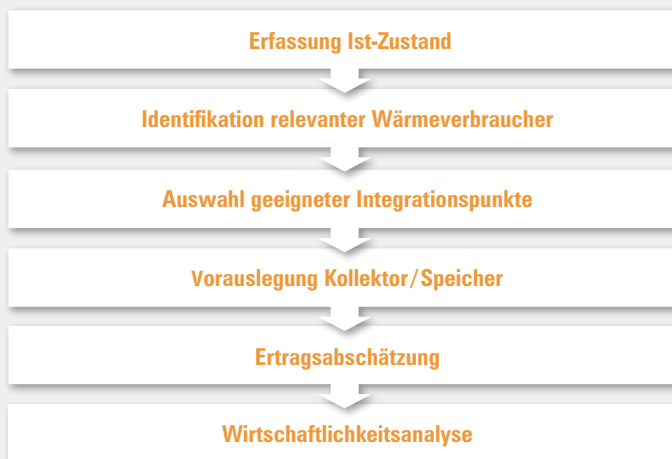 Erfassung Ist-Zustand
Identifikation relevanter Wärmeverbraucher
Auswahl geeigneter Integrationspunkte
Vorauslegung Kollektor/Speicher
Ertragsabschätzung
Wirtschaftlichkeitsanalyse